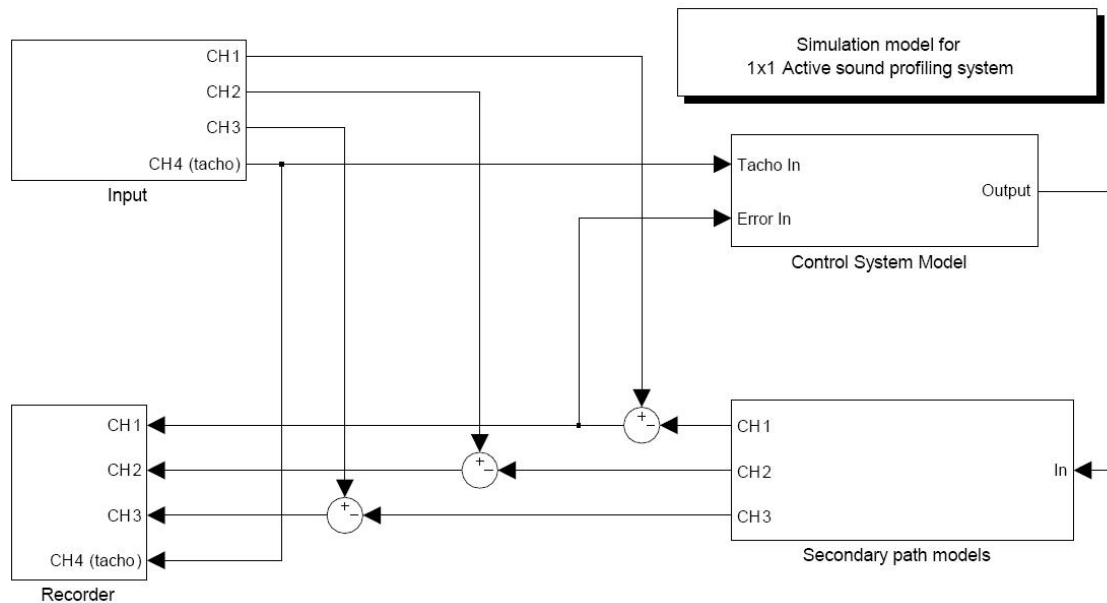 CH1
CH2
CH3
CH4 (tacho)
Input
Simulation model for
1x1 Active sound profiling system
Tacho In
Error In
Output
Control System Model
CH1
CH2
CH3
CH4 (tacho)
Recorder
+
−
+
−
+
−
CH1
CH2
CH3
In
Secondary path models